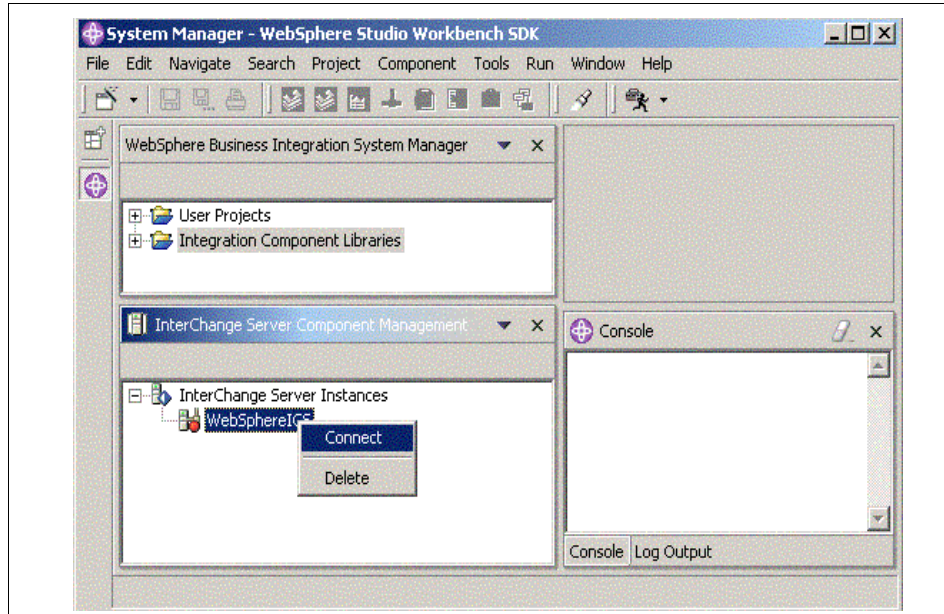 System Manager - WebSphere Studio Workbench SDK
File Edit Navigate Search Project Component Tools Run Window Help
WebSphere Business Integration System Manager
User Projects
Integration Component Libraries
InterChange Server Component Management
InterChange Server Instances
WebSphereICS
Connect
Delete
Console
Console Log Output